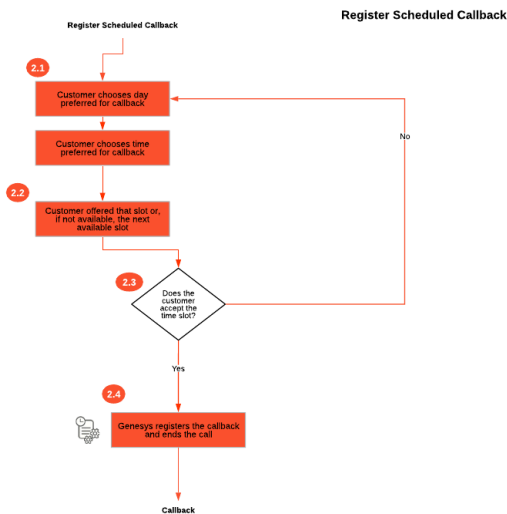 Register Scheduled Callback
Register Scheduled Callback
2.1
Customer chooses day
preferred for callback
No
Customer chooses time
preferred for callback
2.2
Customer offered that slot or,
if not available, the next
available slot
2.3
Does the
customer
accept the
time slot?
Yes
2.4
Genesys registers the callback
and ends the call
Callback